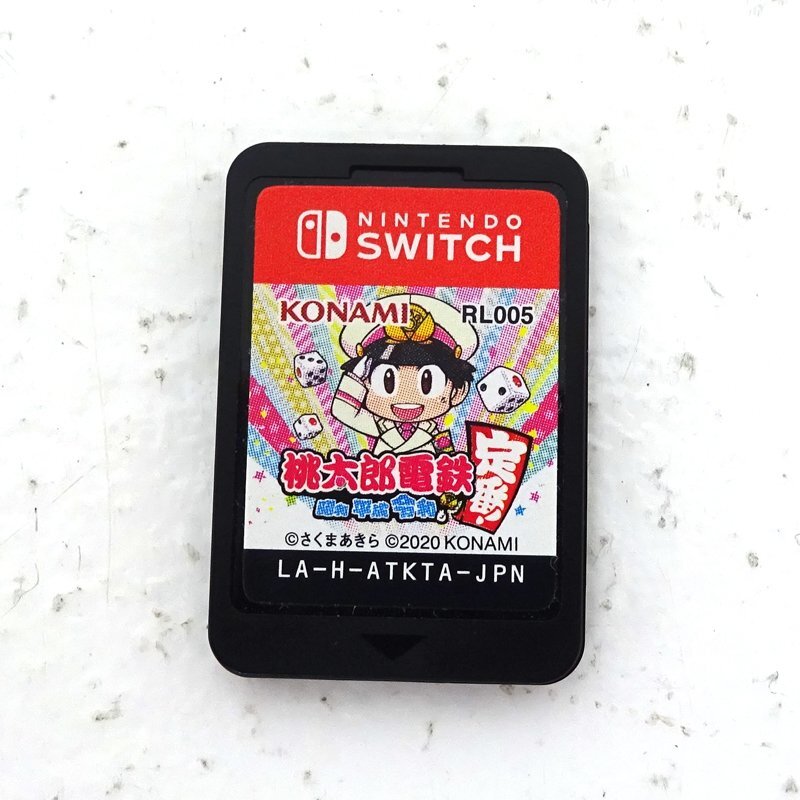 NINTENDO
SWITCH
KONAMI RL005
桃太郎電鉄
昭和 平成 令和も
定番!
©さくまあきら ©2020 KONAMI
LA-H-ATKTA-JPN